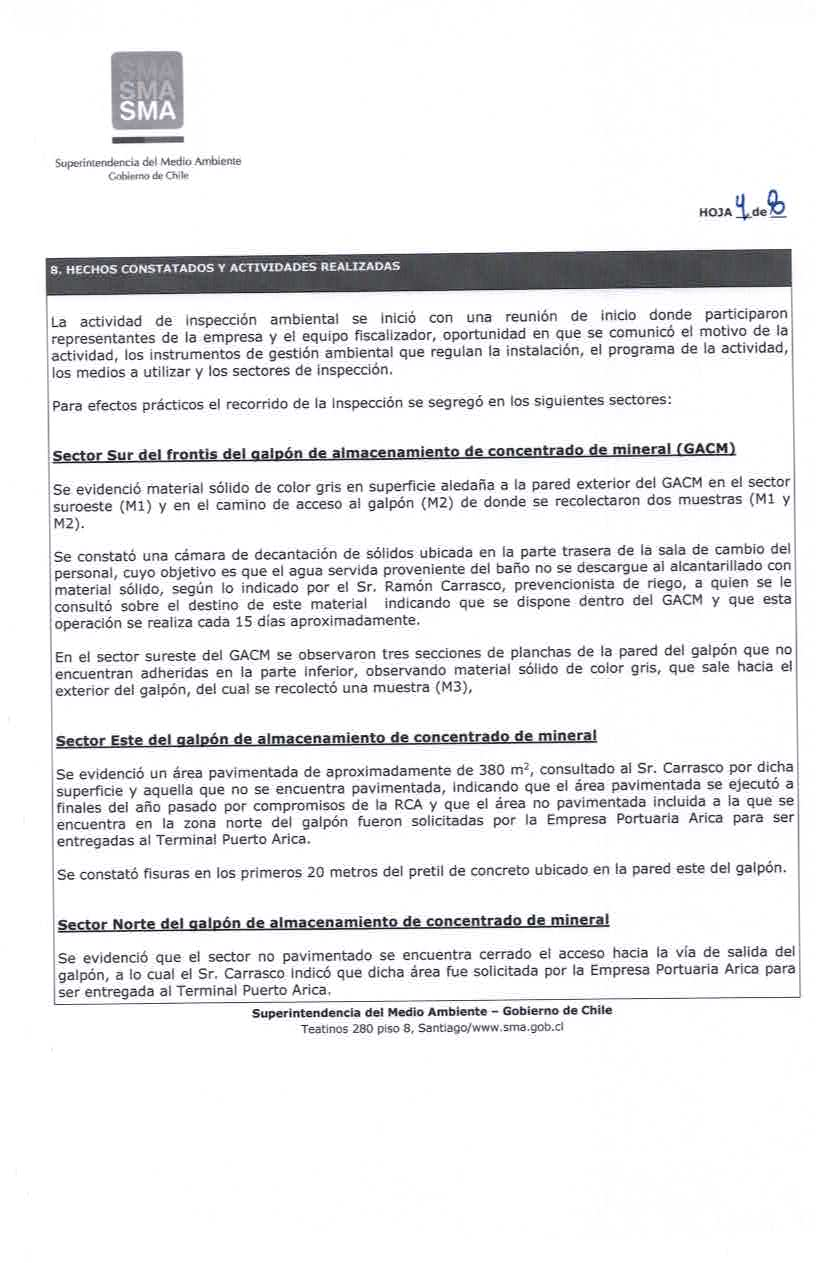 SMA
SMA
SMA
Superintendencia del Medio Ambiente
Gobierno de Chile
HOJA 4 de 8
8. HECHOS CONSTATADOS Y ACTIVIDADES REALIZADAS
La actividad de inspección ambiental se inició con una reunión de inicio donde participaron
representantes de la empresa y el equipo fiscalizador, oportunidad en que se comunicó el motivo de la
actividad, los instrumentos de gestión ambiental que regulan la instalación, el programa de la actividad,
los medios a utilizar y los sectores de inspección.
Para efectos prácticos el recorrido de la inspección se segregó en los siguientes sectores:
Sector Sur del frontis del galpón de almacenamiento de concentrado de mineral (GACM)
Se evidenció material sólido de color gris en superficie aledaña a la pared exterior del GACM en el sector
suroeste (M1) y en el camino de acceso al galpón (M2) de donde se recolectaron dos muestras (M1 y
M2).
Se constató una cámara de decantación de sólidos ubicada en la parte trasera de la sala de cambio del
personal, cuyo objetivo es que el agua servida proveniente del baño no se descargue al alcantarillado con
material sólido, según lo indicado por el Sr. Ramón Carrasco, prevencionista de riego, a quien se le
consultó sobre el destino de este material indicando que se dispone dentro del GACM y que esta
operación se realiza cada 15 días aproximadamente.
En el sector sureste del GACM se observaron tres secciones de planchas de la pared del galpón que no
encuentran adheridas en la parte inferior, observando material sólido de color gris, que sale hacia el
exterior del galpón, del cual se recolectó una muestra (M3),
Sector Este del galpón de almacenamiento de concentrado de mineral
Se evidenció un área pavimentada de aproximadamente de 380 m², consultado al Sr. Carrasco por dicha
superficie y aquella que no se encuentra pavimentada, indicando que el área pavimentada se ejecutó a
finales del año pasado por compromisos de la RCA y que el área no pavimentada incluida a la que se
encuentra en la zona norte del galpón fueron solicitadas por la Empresa Portuaria Arica para ser
entregadas al Terminal Puerto Arica.
Se constató fisuras en los primeros 20 metros del pretil de concreto ubicado en la pared este del galpón.
Sector Norte del galpón de almacenamiento de concentrado de mineral
Se evidenció que el sector no pavimentado se encuentra cerrado el acceso hacia la vía de salida del
galpón, a lo cual el Sr. Carrasco indicó que dicha área fue solicitada por la Empresa Portuaria Arica para
ser entregada al Terminal Puerto Arica.
Superintendencia del Medio Ambiente – Gobierno de Chile
Teatinos 280 piso 8, Santiago/www.sma.gob.cl